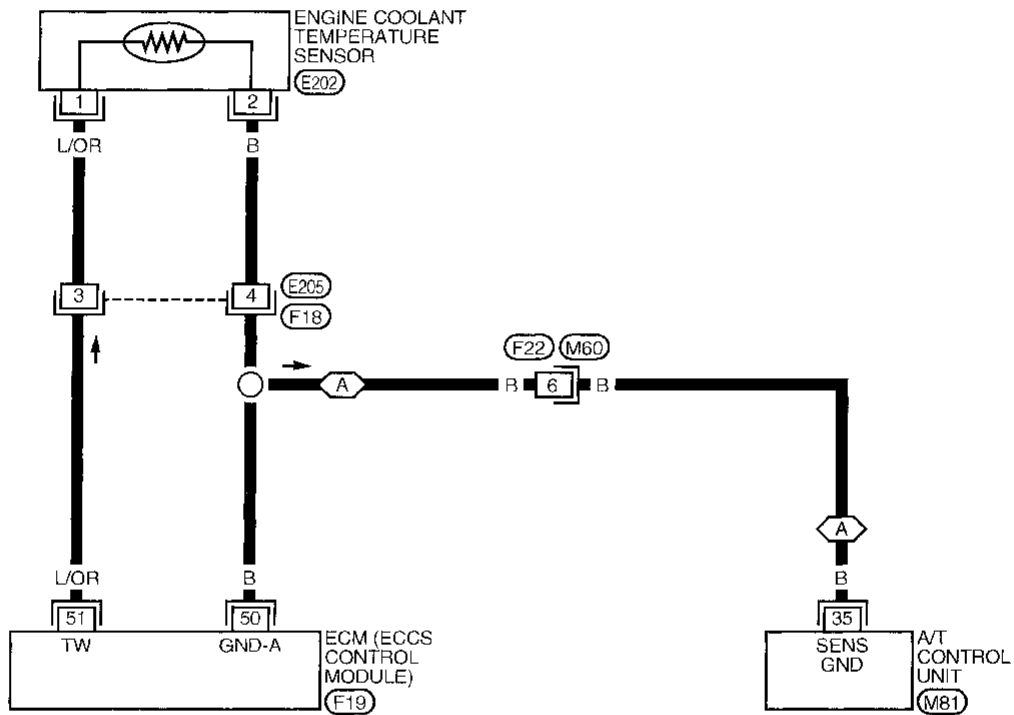 ENGINE COOLANT
TEMPERATURE
SENSOR
E202
1
2
L/OR
B
3
4
E205
F18
F22
M60
A
B
6
B
A
L/OR
B
B
51
50
35
TW
GND-A
ECM (ECCS
CONTROL
MODULE)
F19
SENS
GND
A/T
CONTROL
UNIT
M81